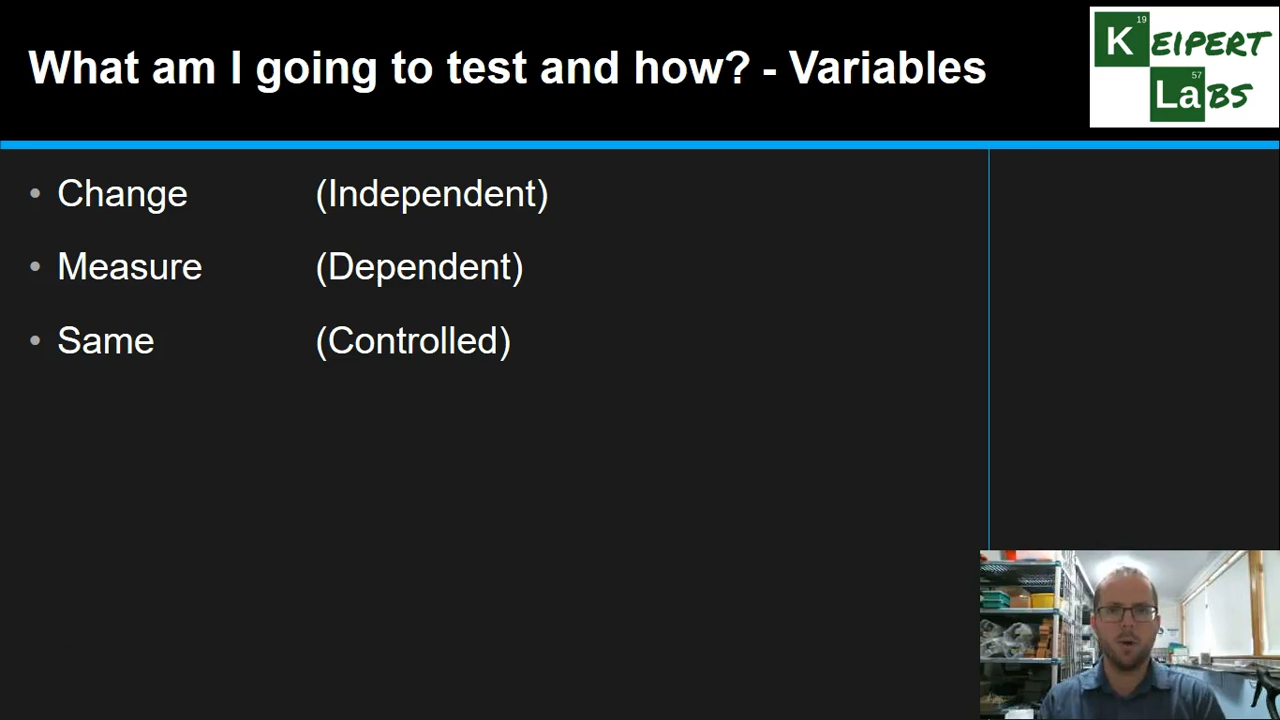 What am I going to test and how? - Variables
19
KEIPERT
57
LaBS
• Change (Independent)
• Measure (Dependent)
• Same (Controlled)